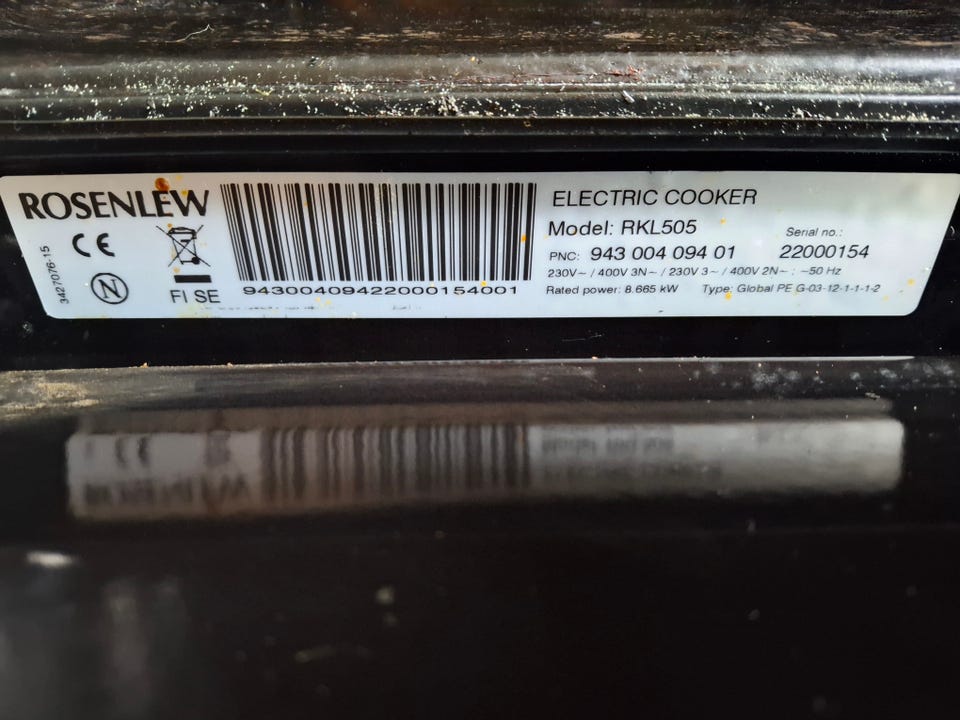 ROSENLEW
CE
N
FI SE
3427076-15
94300409422000154001
ELECTRIC COOKER
Model: RKL505
Serial no.:
PNC: 943 004 094 01 22000154
230V~ / 400V 3N~ / 230V 3~ / 400V 2N~ : ~50 Hz
Rated power: 8.665 kW Type: Global PE G-03-12-1-1-1-2